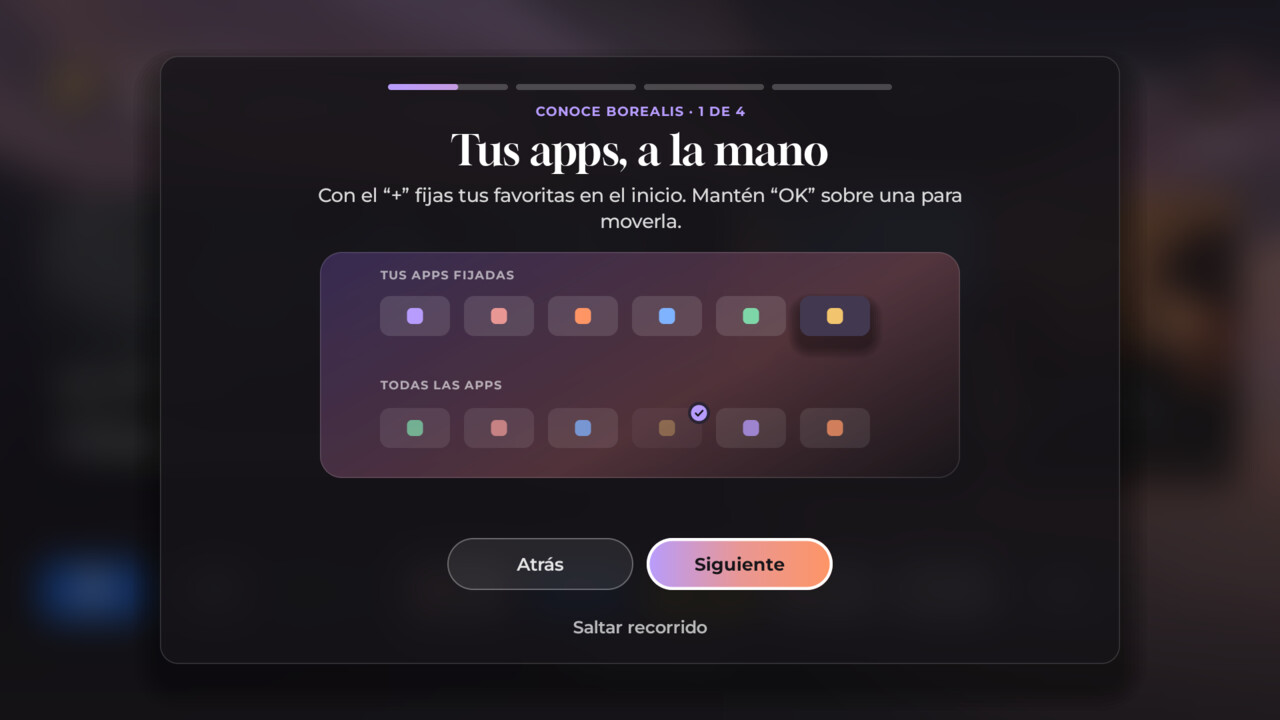 CONOCE BOREALIS · 1 DE 4
Tus apps, a la mano
Con el “+” fijas tus favoritas en el inicio. Mantén “OK” sobre una para
moverla.
TUS APPS FIJADAS
TODAS LAS APPS
Atrás
Siguiente
Saltar recorrido